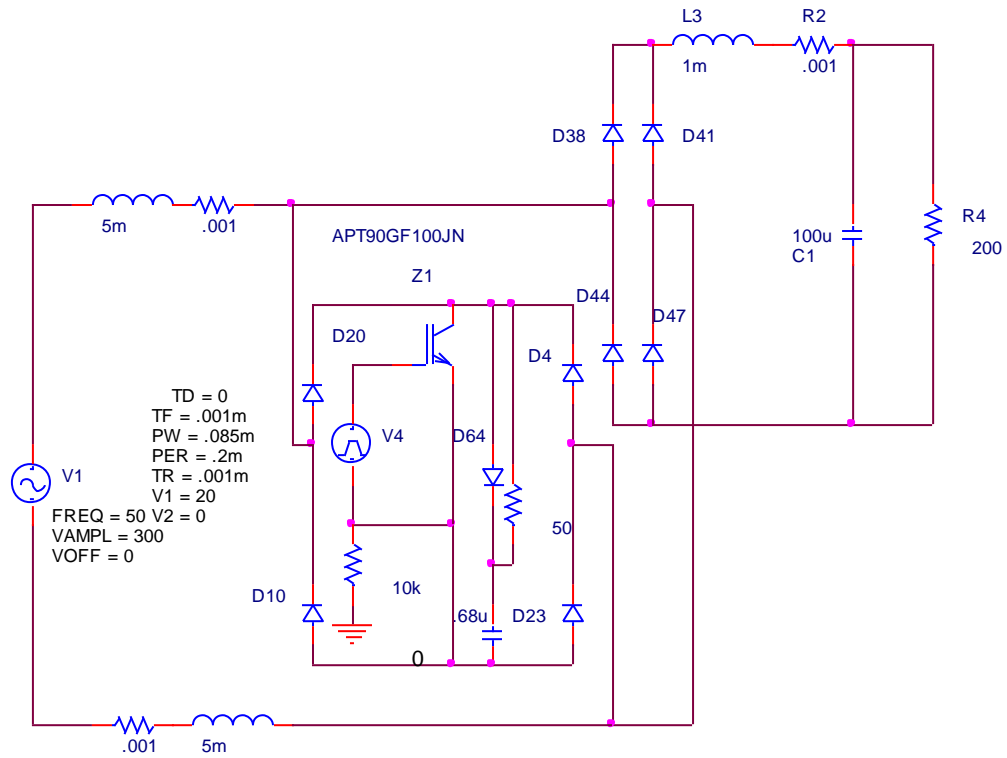 L3
R2
1m
.001
D38
D41
5m
.001
APT90GF100JN
Z1
100u
C1
R4
200
D44
D47
D20
D4
TD = 0
TF = .001m
PW = .085m
PER = .2m
TR = .001m
V1 = 20
V2 = 0
V4
D64
V1
FREQ = 50
VAMPL = 300
VOFF = 0
50
D10
10k
.68u
D23
0
.001
5m